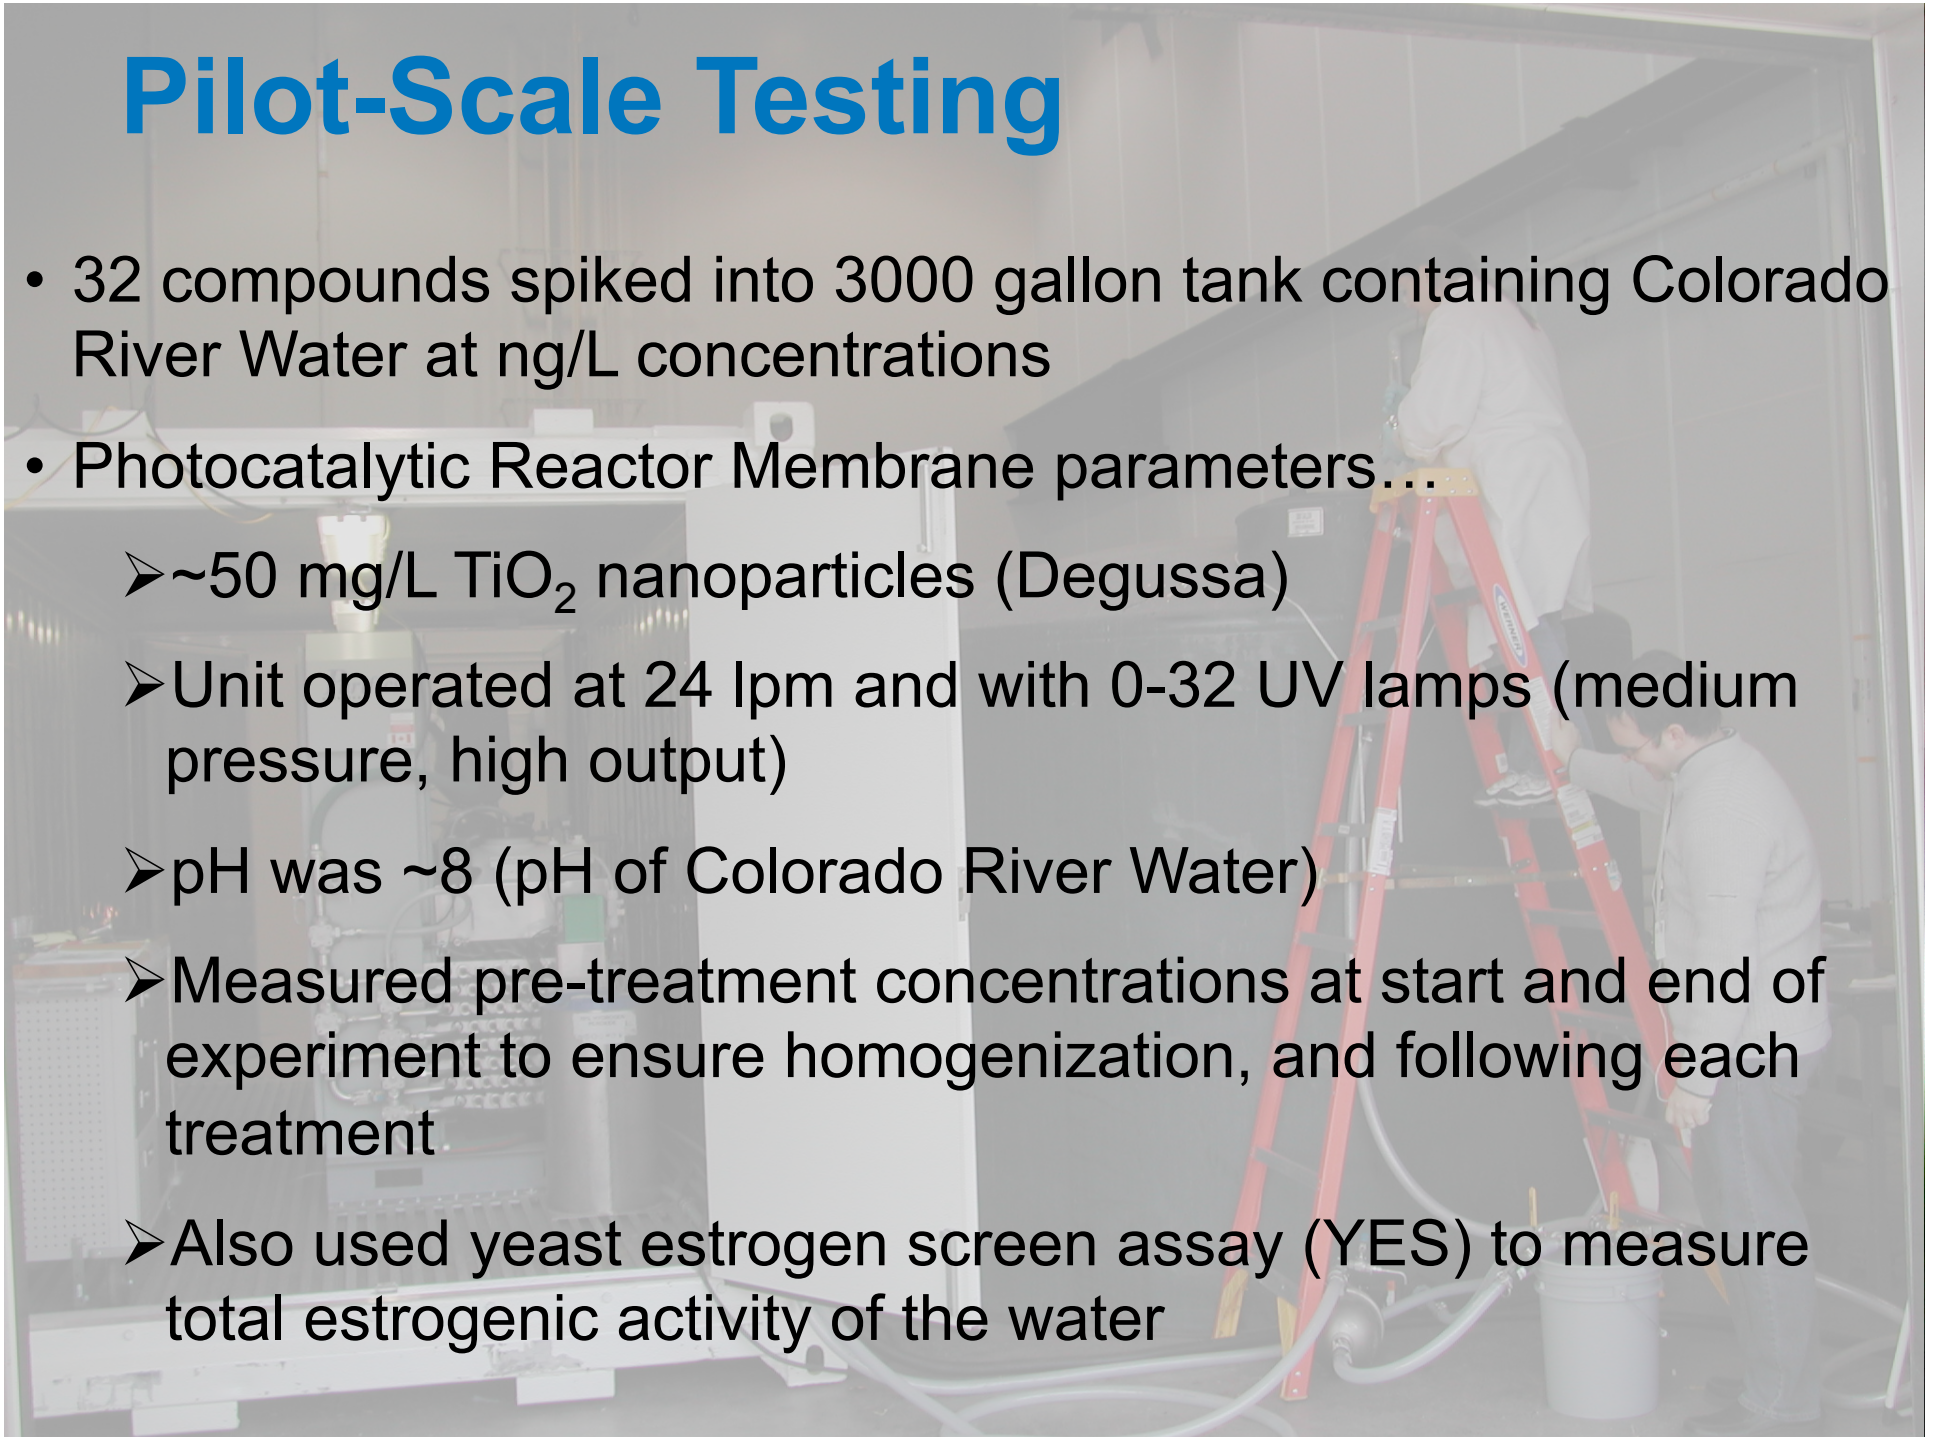 Pilot-Scale Testing
• 32 compounds spiked into 3000 gallon tank containing Colorado
River Water at ng/L concentrations
• Photocatalytic Reactor Membrane parameters…
➢~50 mg/L TiO₂ nanoparticles (Degussa)
➢Unit operated at 24 lpm and with 0-32 UV lamps (medium
pressure, high output)
➢pH was ~8 (pH of Colorado River Water)
➢Measured pre-treatment concentrations at start and end of
experiment to ensure homogenization, and following each
treatment
➢Also used yeast estrogen screen assay (YES) to measure
total estrogenic activity of the water
WERNER